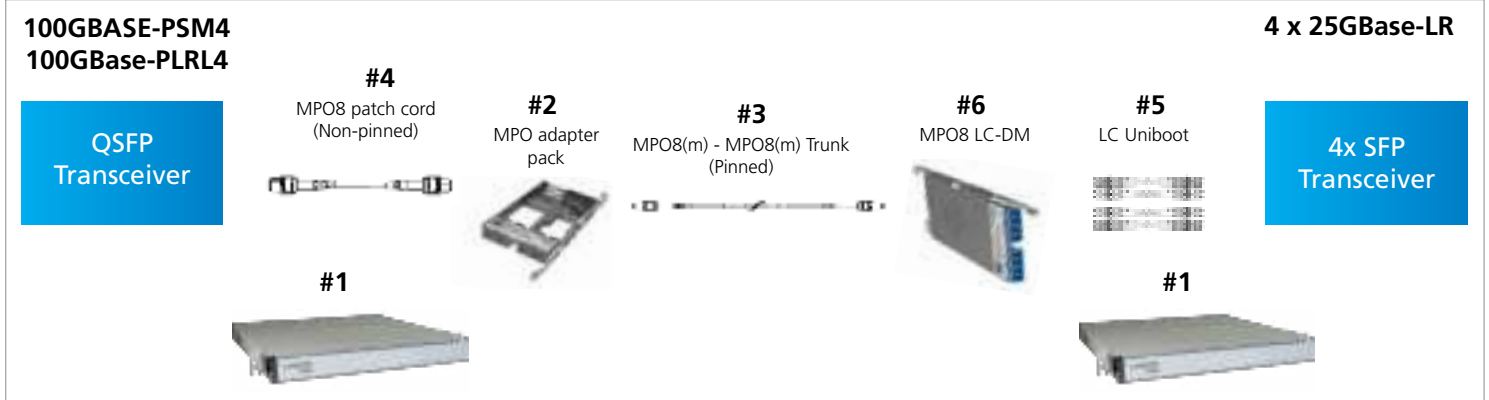 100GBASE-PSM4
100GBase-PLRL4
4 x 25GBase-LR
QSFP
Transceiver
#4
MPO8 patch cord
(Non-pinned)
#2
MPO adapter
pack
#3
MPO8(m) - MPO8(m) Trunk
(Pinned)
#6
MPO8 LC-DM
#5
LC Uniboot
4x SFP
Transceiver
#1
#1